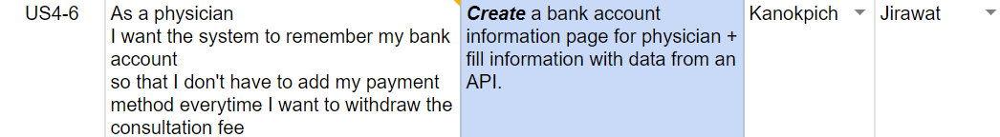 US4-6
As a physician
I want the system to remember my bank
account
so that I don't have to add my payment
method everytime I want to withdraw the
consultation fee
Create a bank account
information page for physician +
fill information with data from an
API.
Kanokpich
Jirawat